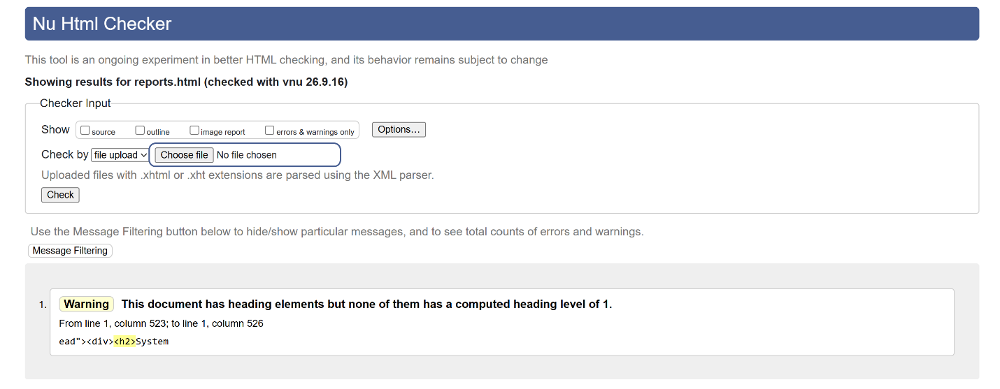 Nu Html Checker
This tool is an ongoing experiment in better HTML checking, and its behavior remains subject to change
Showing results for reports.html (checked with vnu 26.9.16)
Checker Input
Show source outline image report errors & warnings only Options...
Check by file upload Choose file No file chosen
Uploaded files with .xhtml or .xht extensions are parsed using the XML parser.
Check
Use the Message Filtering button below to hide/show particular messages, and to see total counts of errors and warnings.
Message Filtering
1. Warning This document has heading elements but none of them has a computed heading level of 1.
From line 1, column 523; to line 1, column 526
ead"><div><h2>System